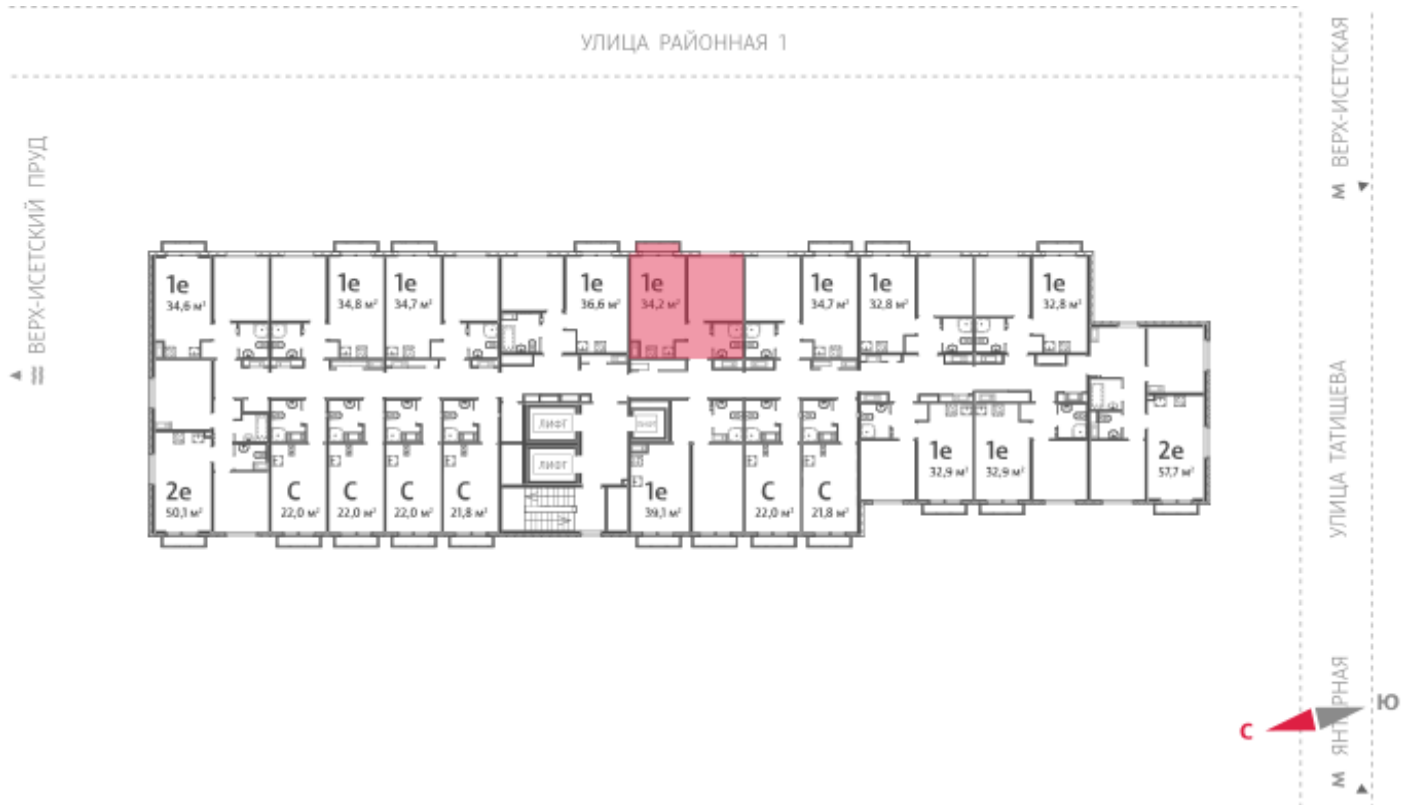 УЛИЦА РАЙОННАЯ 1
М ВЕРХ-ИСЕТСКАЯ
ВЕРХ-ИСЕТСКИЙ ПРУД
1е
34,6 м²
1е
34,8 м²
1е
34,7 м²
1е
36,6 м²
1е
34,2 м²
1е
34,7 м²
1е
32,8 м²
1е
32,8 м²
УЛИЦА ТАТИЩЕВА
ЛИФТ
ЛИФТ
ЛИФТ
2е
50,1 м²
С
22,0 м²
С
22,0 м²
С
22,0 м²
С
21,8 м²
1е
39,1 м²
С
22,0 м²
С
21,8 м²
1е
32,9 м²
1е
32,9 м²
2е
57,7 м²
М ЯНТАРНАЯ
С
Ю